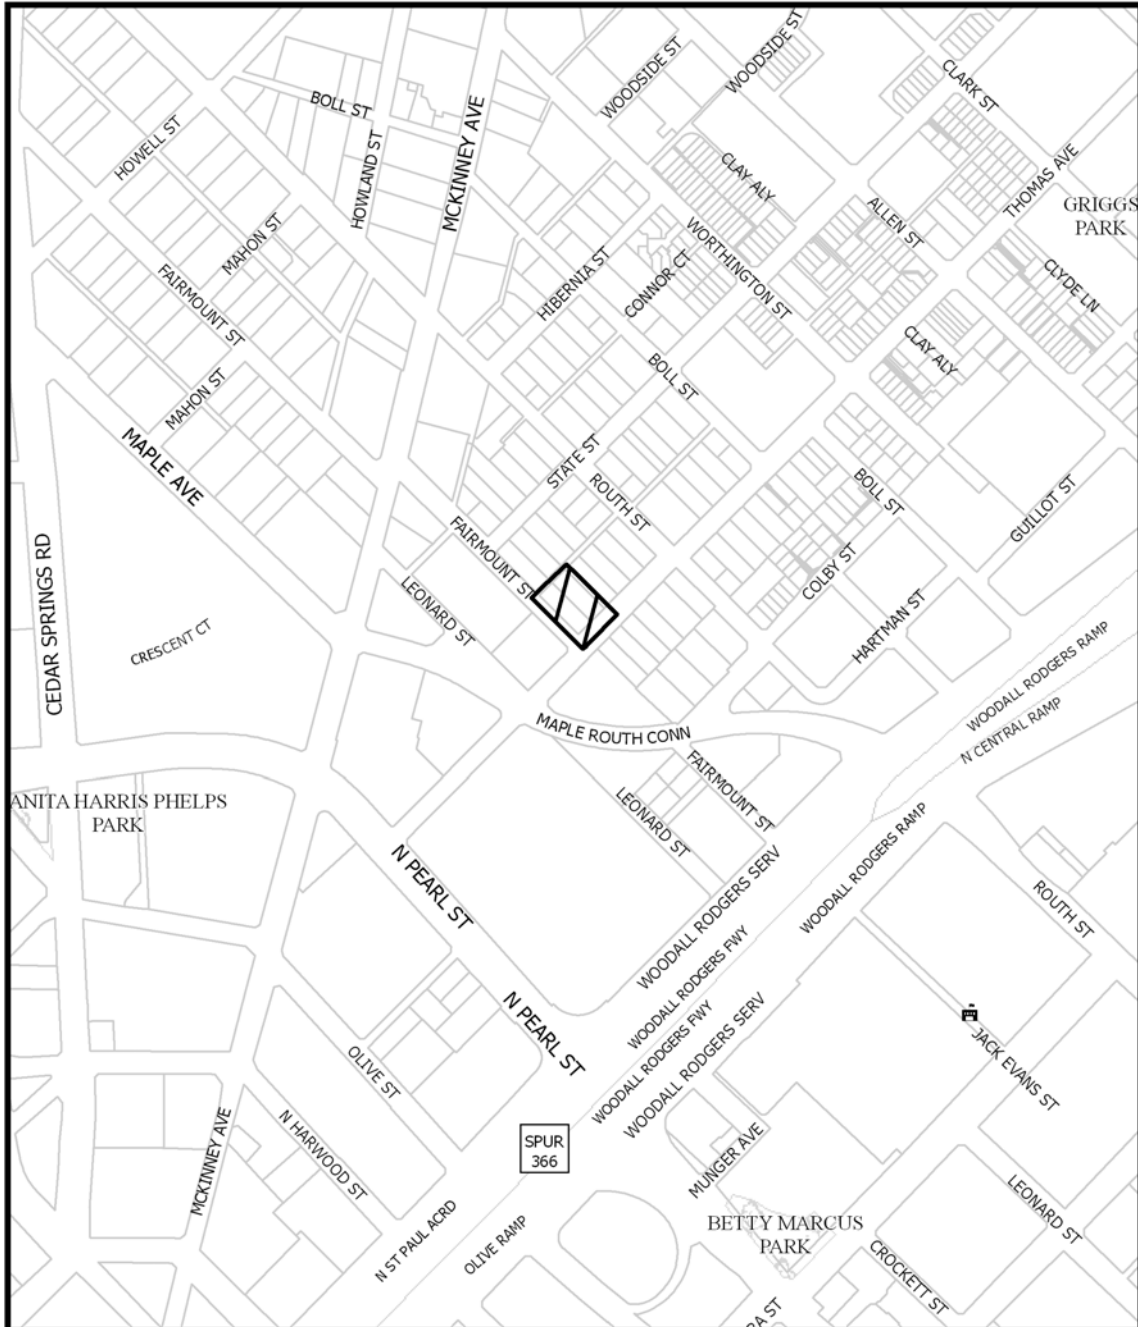 WOODSIDE ST
WOODSIDE ST
CLARK ST
BOLL ST
HOWELL ST
HOWLAND ST
MCKINNEY AVE
CLAY ALY
THOMAS AVE
GRIGGS
PARK
ALLEN ST
MAHON ST
WORTHINGTON ST
HIBERNIA ST
CONNOR CT
CLYDE LN
FAIRMOUNT ST
CLAY ALY
BOLL ST
MAHON ST
MAPLE AVE
STATE ST
ROUTH ST
BOLL ST
GUILLOT ST
FAIRMOUNT ST
COLBY ST
CEDAR SPRINGS RD
LEONARD ST
HARTMAN ST
CRESCENT CT
WOODALL RODGERS RAMP
N CENTRAL RAMP
MAPLE ROUTH CONN
FAIRMOUNT ST
ANITA HARRIS PHELPS
PARK
LEONARD ST
N PEARL ST
WOODALL RODGERS RAMP
WOODALL RODGERS SERV
ROUTH ST
WOODALL RODGERS FWY
N PEARL ST
WOODALL RODGERS FWY
WOODALL RODGERS SERV
JACK EVANS ST
OLIVE ST
N HARWOOD ST
MCKINNEY AVE
SPUR
366
MUNGER AVE
BETTY MARCUS
PARK
LEONARD ST
N ST PAUL ACRD
OLIVE RAMP
CROCKETT ST
RA ST